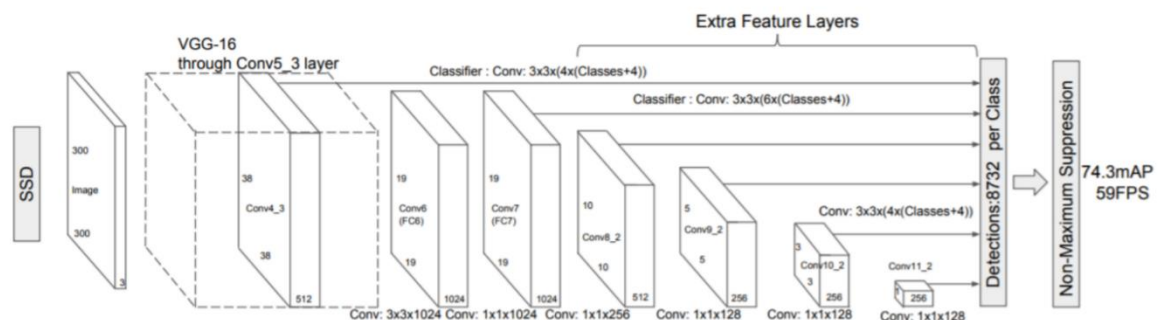 Extra Feature Layers
VGG-16
through Conv5_3 layer
Classifier : Conv: 3x3x(4x(Classes+4))
Classifier : Conv: 3x3x(6x(Classes+4))
SSD
300
Image
300
3
38
Conv4_3
38
512
19
Conv6
(FC6)
19
1024
19
Conv7
(FC7)
19
1024
10
Conv8_2
10
512
5
Conv9_2
5
256
Conv: 3x3x(4x(Classes+4))
3
Conv10_2
3
256
Conv11_2
256
Conv: 3x3x1024
Conv: 1x1x1024
Conv: 1x1x256
Conv: 1x1x128
Conv: 1x1x128
Conv: 1x1x128
Detections:8732 per Class
Non-Maximum Suppression
74.3mAP
59FPS